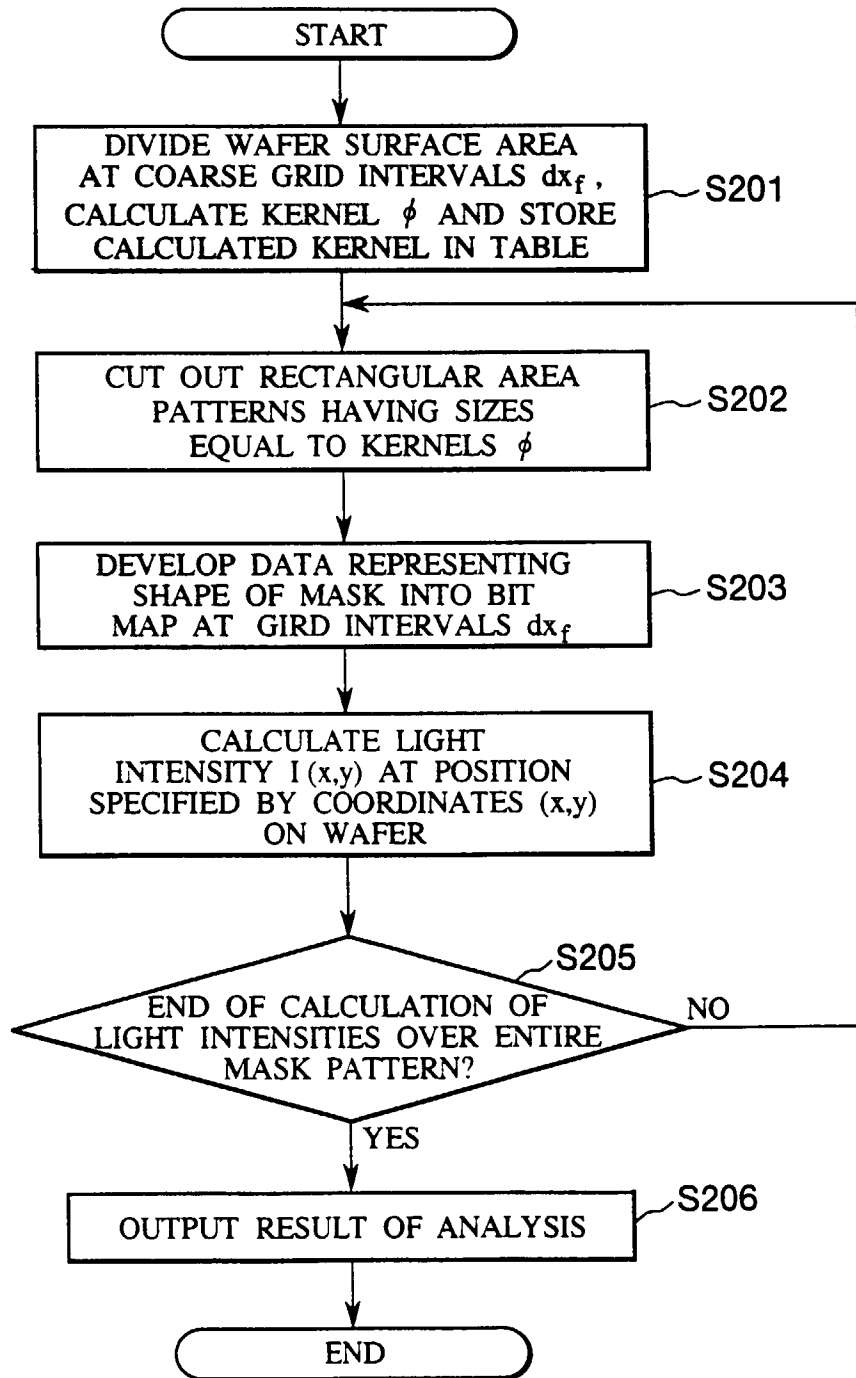 START
DIVIDE WAFER SURFACE AREA
AT COARSE GRID INTERVALS dx_f ,
CALCULATE KERNEL ϕ AND STORE
CALCULATED KERNEL IN TABLE
S201
CUT OUT RECTANGULAR AREA
PATTERNS HAVING SIZES
EQUAL TO KERNELS ϕ
S202
DEVELOP DATA REPRESENTING
SHAPE OF MASK INTO BIT
MAP AT GIRD INTERVALS dx_f
S203
CALCULATE LIGHT
INTENSITY I (x,y) AT POSITION
SPECIFIED BY COORDINATES (x,y)
ON WAFER
S204
S205
END OF CALCULATION OF
LIGHT INTENSITIES OVER ENTIRE
MASK PATTERN?
NO
YES
OUTPUT RESULT OF ANALYSIS
S206
END